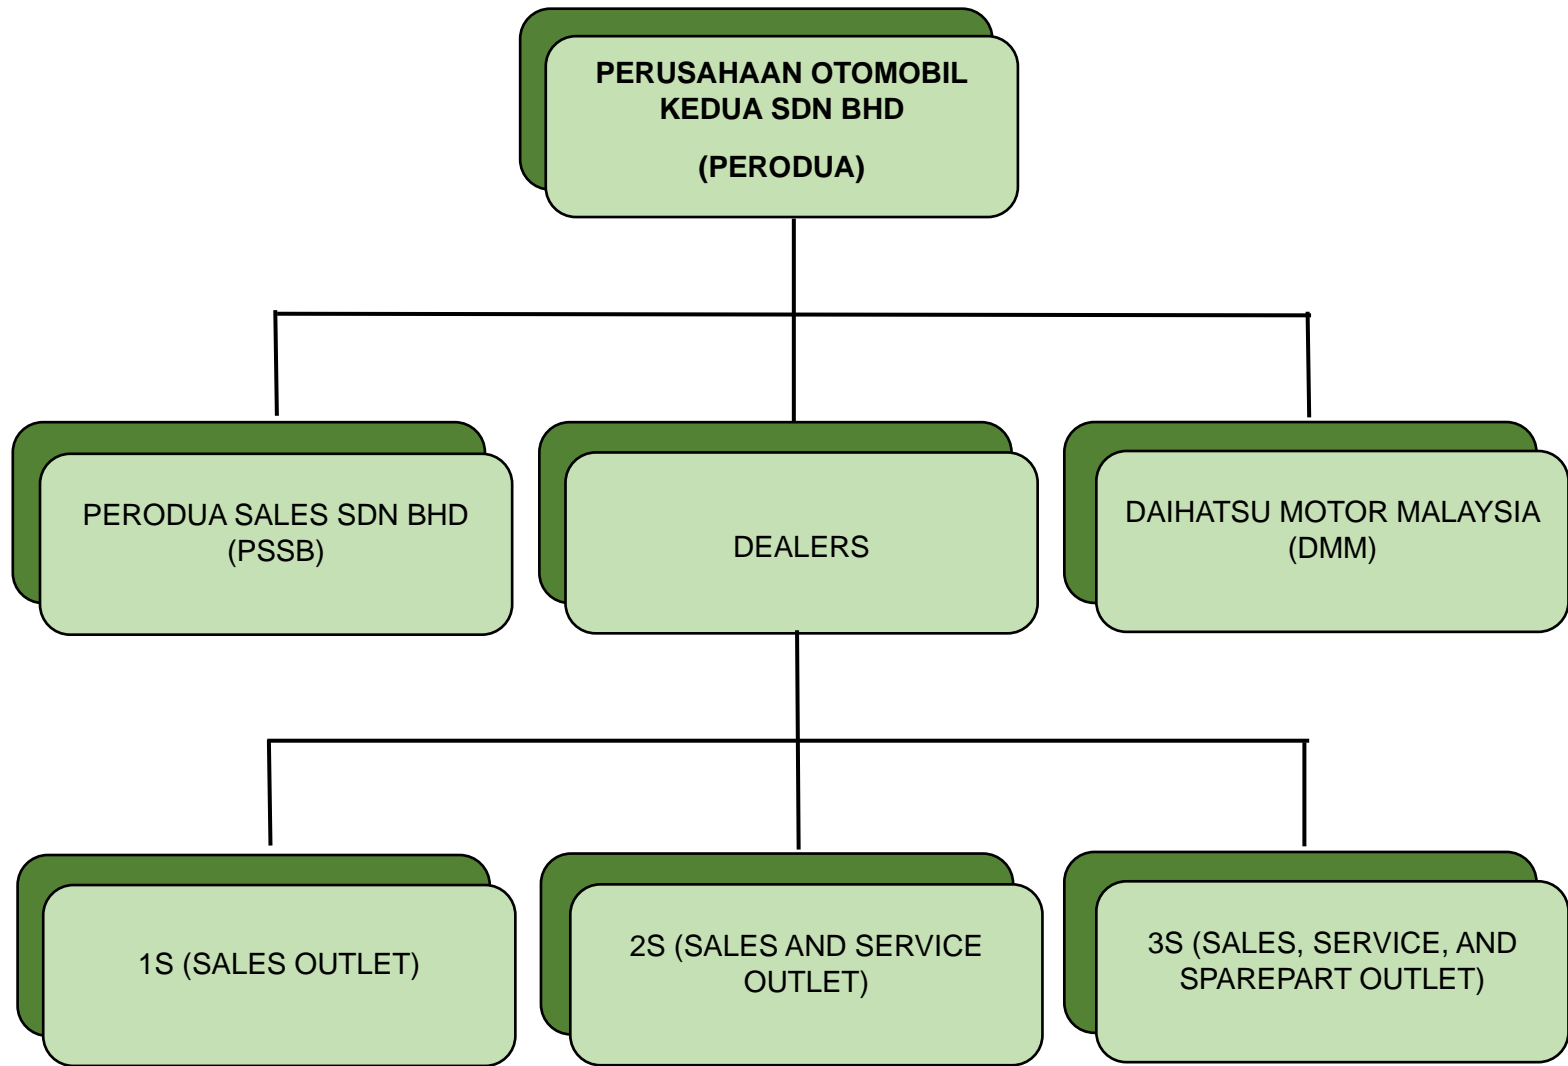 PERUSAHAAN OTOMOBIL
KEDUA SDN BHD
(PERODUA)
PERODUA SALES SDN BHD
(PSSB)
DEALERS
DAIHATSU MOTOR MALAYSIA
(DMM)
1S (SALES OUTLET)
2S (SALES AND SERVICE
OUTLET)
3S (SALES, SERVICE, AND
SPAREPART OUTLET)